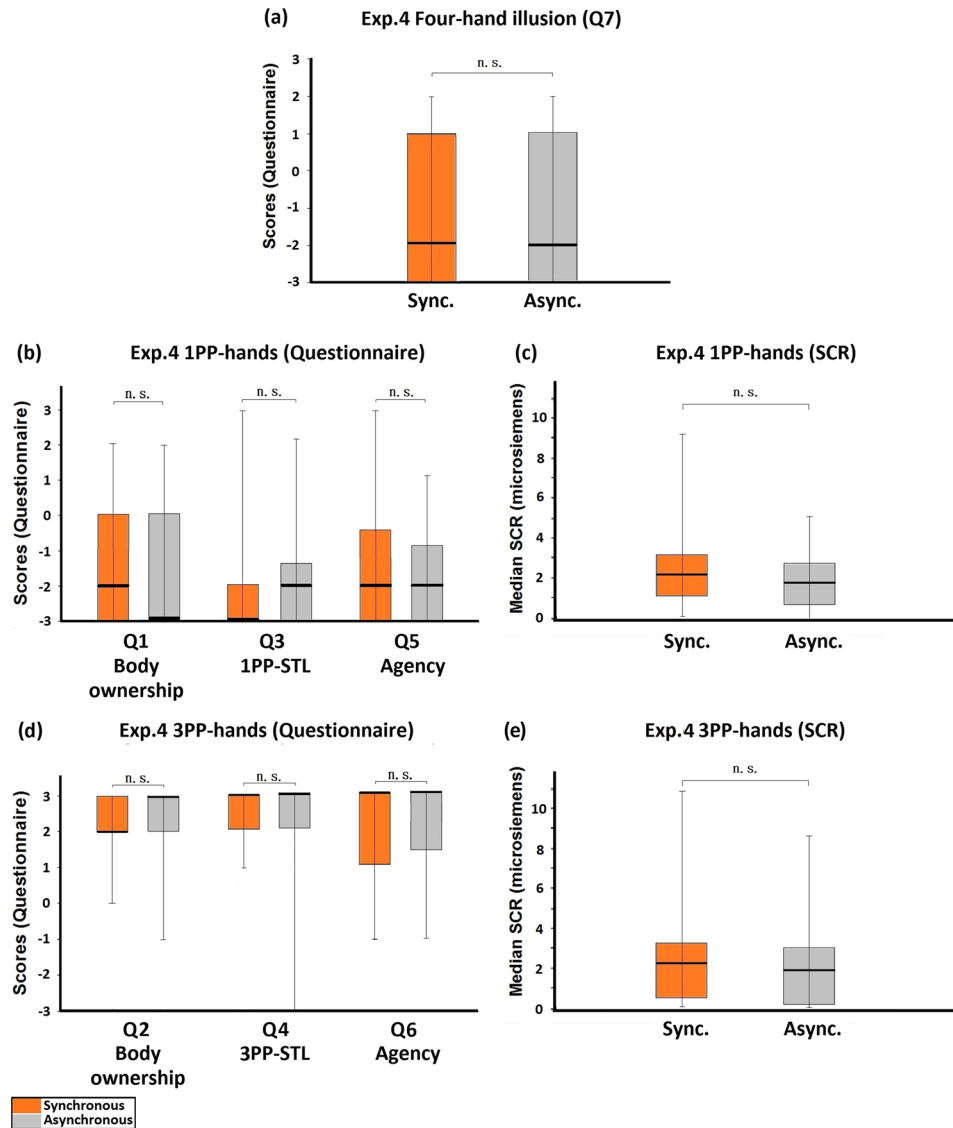 (a) Exp.4 Four-hand illusion (Q7)
Scores (Questionnaire)
3
2
1
0
-1
-2
-3
n. s.
Sync. Async.
(b) Exp.4 1PP-hands (Questionnaire)
Scores (Questionnaire)
3
2
1
0
-1
-2
-3
n. s. n. s. n. s.
Q1 Q3 Q5
Body 1PP-STL Agency
ownership
(c) Exp.4 1PP-hands (SCR)
Median SCR (microsiemens)
10
8
6
4
2
0
n. s.
Sync. Async.
(d) Exp.4 3PP-hands (Questionnaire)
Scores (Questionnaire)
3
2
1
0
-1
-2
-3
n. s. n. s. n. s.
Q2 Q4 Q6
Body 3PP-STL Agency
ownership
(e) Exp.4 3PP-hands (SCR)
Median SCR (microsiemens)
10
8
6
4
2
0
n. s.
Sync. Async.
Synchronous
Asynchronous